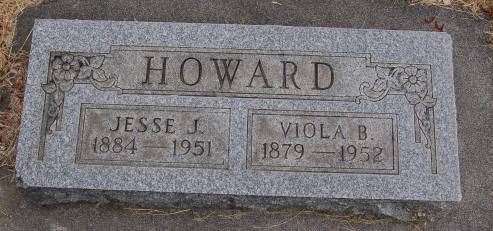 HOWARD
JESSE J.
1884 — 1951
VIOLA B.
1879 — 1952